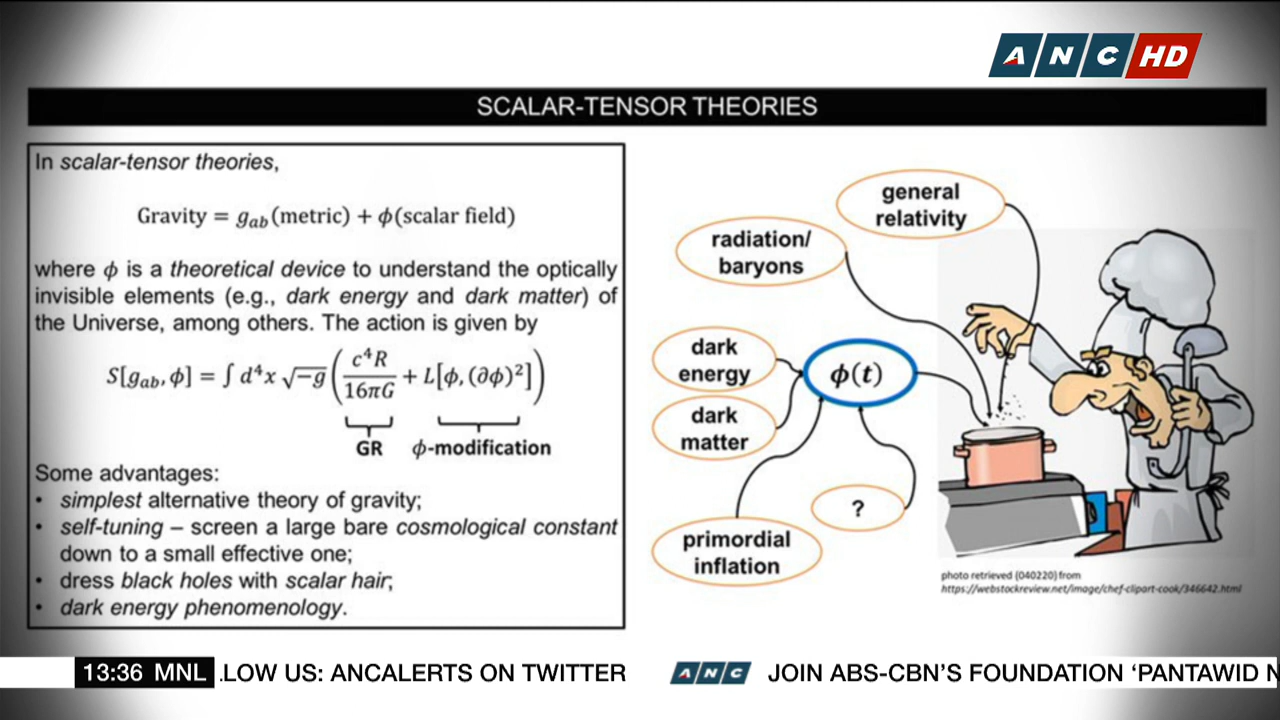 ANC HD
SCALAR-TENSOR THEORIES
In scalar-tensor theories,
Gravity = g_{ab}(metric) + ϕ(scalar field)
where ϕ is a theoretical device to understand the optically
invisible elements (e.g., dark energy and dark matter) of
the Universe, among others. The action is given by
S[g_{ab}, ϕ] = ∫ d⁴x √−g ( c⁴R / 16πG + L[ϕ, (∂ϕ)²] )
GR ϕ-modification
Some advantages:
• simplest alternative theory of gravity;
• self-tuning – screen a large bare cosmological constant
down to a small effective one;
• dress black holes with scalar hair;
• dark energy phenomenology.
general
relativity
radiation/
baryons
dark
energy
ϕ(t)
dark
matter
?
primordial
inflation
photo retrieved (040220) from
https://webstockreview.net/image/chef-clipart-cook/346642.html
13:36 MNL .LOW US: ANCALERTS ON TWITTER ANC JOIN ABS-CBN'S FOUNDATION 'PANTAWID N